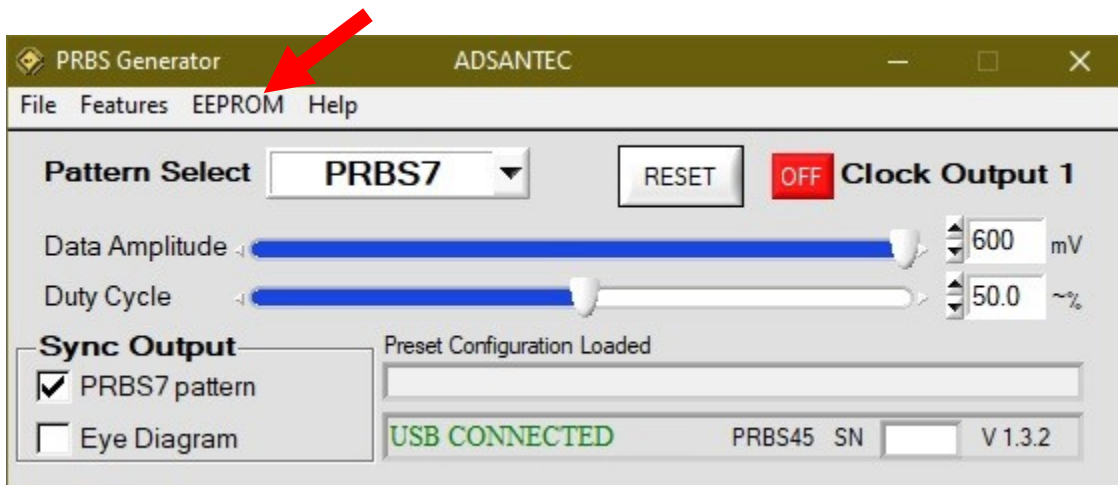 PRBS Generator ADSANTEC
File Features EEPROM Help
Pattern Select PRBS7 RESET OFF Clock Output 1
Data Amplitude 600 mV
Duty Cycle 50.0 ~%
Sync Output
PRBS7 pattern
Eye Diagram
Preset Configuration Loaded
USB CONNECTED PRBS45 SN V 1.3.2